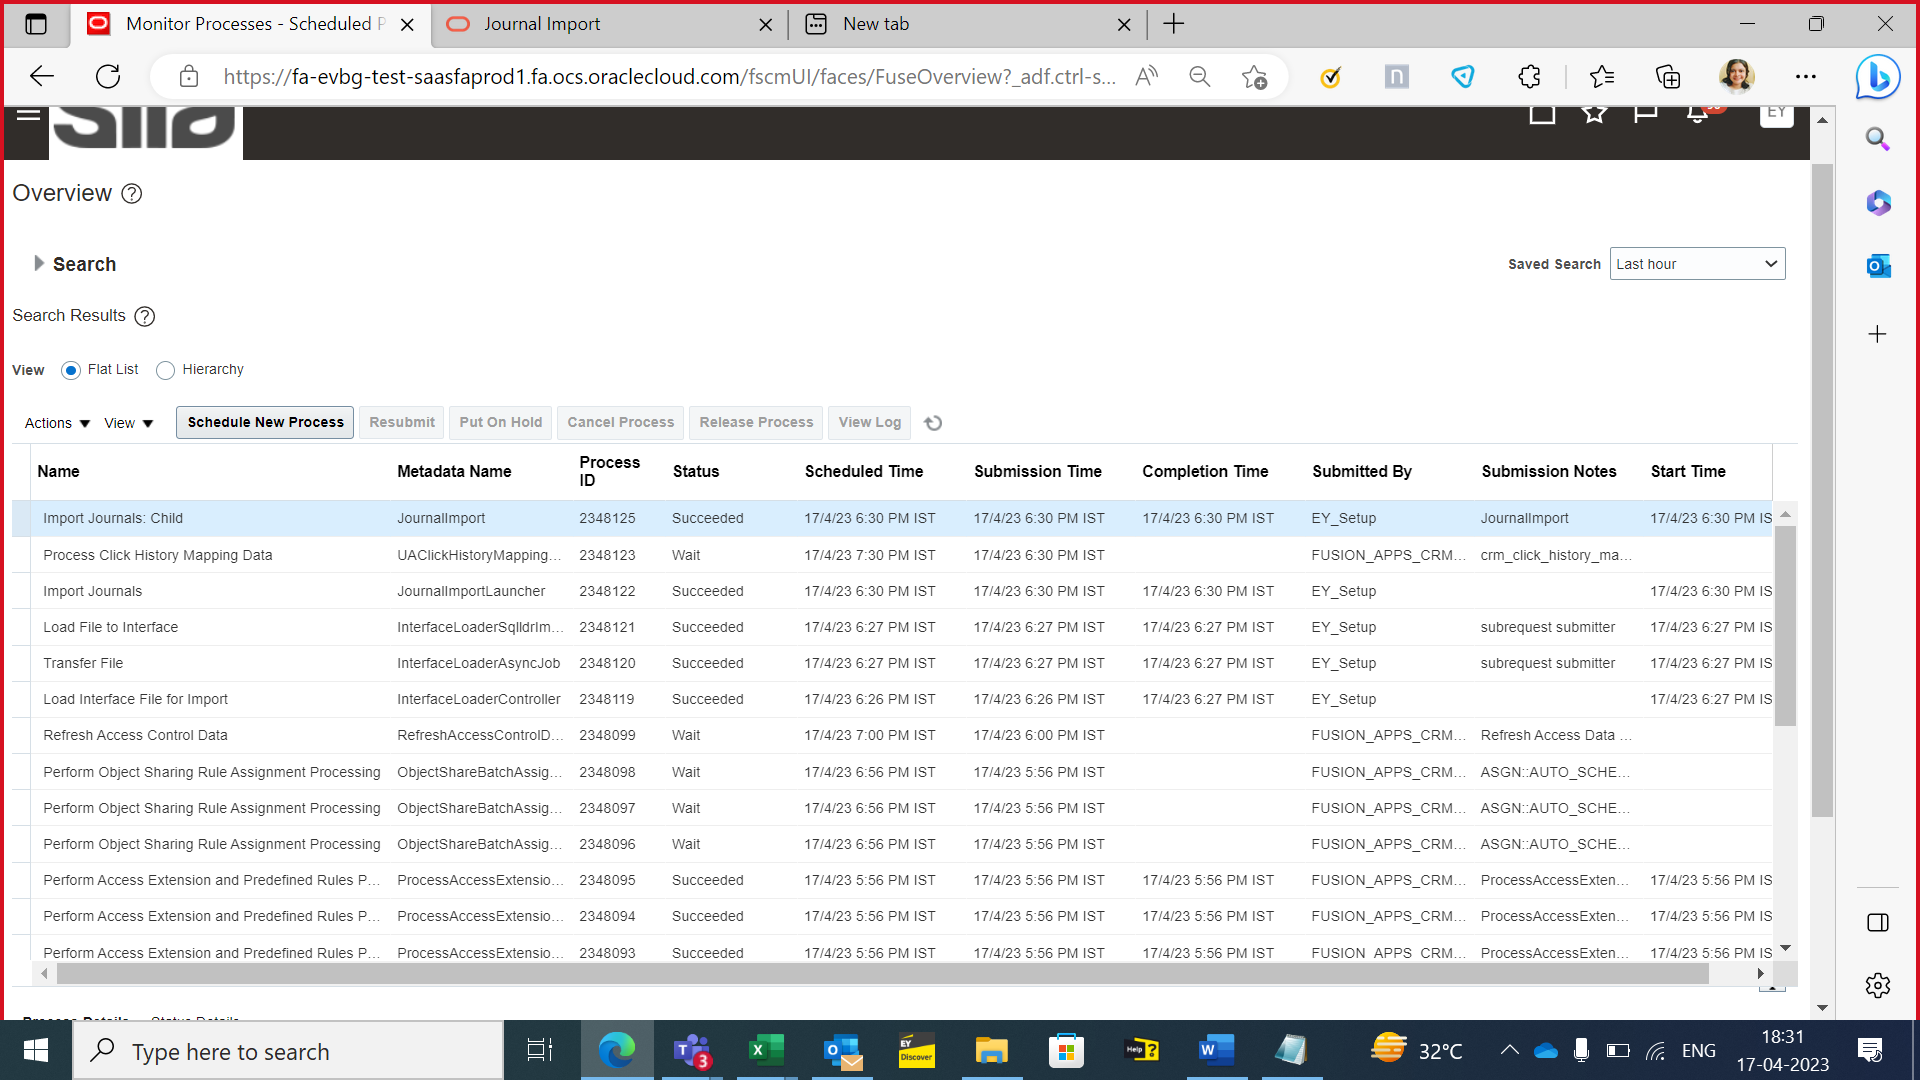 Monitor Processes - Scheduled P
Journal Import
New tab
https://fa-evbg-test-saasfaprod1.fa.ocs.oraclecloud.com/fscmUI/faces/FuseOverview?_adf.ctrl-s...
EY
Overview
Search
Saved Search Last hour
Search Results
View Flat List Hierarchy
Actions View Schedule New Process Resubmit Put On Hold Cancel Process Release Process View Log
Name Metadata Name Process ID Status Scheduled Time Submission Time Completion Time Submitted By Submission Notes Start Time
Import Journals: Child JournalImport 2348125 Succeeded 17/4/23 6:30 PM IST 17/4/23 6:30 PM IST 17/4/23 6:30 PM IST EY_Setup JournalImport 17/4/23 6:30 PM IS
Process Click History Mapping Data UAClickHistoryMapping... 2348123 Wait 17/4/23 7:30 PM IST 17/4/23 6:30 PM IST FUSION_APPS_CRM... crm_click_history_ma...
Import Journals JournalImportLauncher 2348122 Succeeded 17/4/23 6:30 PM IST 17/4/23 6:30 PM IST 17/4/23 6:30 PM IST EY_Setup 17/4/23 6:30 PM IS
Load File to Interface InterfaceLoaderSqlldrIm... 2348121 Succeeded 17/4/23 6:27 PM IST 17/4/23 6:27 PM IST 17/4/23 6:27 PM IST EY_Setup subrequest submitter 17/4/23 6:27 PM IS
Transfer File InterfaceLoaderAsyncJob 2348120 Succeeded 17/4/23 6:27 PM IST 17/4/23 6:27 PM IST 17/4/23 6:27 PM IST EY_Setup subrequest submitter 17/4/23 6:27 PM IS
Load Interface File for Import InterfaceLoaderController 2348119 Succeeded 17/4/23 6:26 PM IST 17/4/23 6:26 PM IST 17/4/23 6:27 PM IST EY_Setup 17/4/23 6:27 PM IS
Refresh Access Control Data RefreshAccessControlD... 2348099 Wait 17/4/23 7:00 PM IST 17/4/23 6:00 PM IST FUSION_APPS_CRM... Refresh Access Data ...
Perform Object Sharing Rule Assignment Processing ObjectShareBatchAssig... 2348098 Wait 17/4/23 6:56 PM IST 17/4/23 5:56 PM IST FUSION_APPS_CRM... ASGN::AUTO_SCHE...
Perform Object Sharing Rule Assignment Processing ObjectShareBatchAssig... 2348097 Wait 17/4/23 6:56 PM IST 17/4/23 5:56 PM IST FUSION_APPS_CRM... ASGN::AUTO_SCHE...
Perform Object Sharing Rule Assignment Processing ObjectShareBatchAssig... 2348096 Wait 17/4/23 6:56 PM IST 17/4/23 5:56 PM IST FUSION_APPS_CRM... ASGN::AUTO_SCHE...
Perform Access Extension and Predefined Rules P... ProcessAccessExtensio... 2348095 Succeeded 17/4/23 5:56 PM IST 17/4/23 5:56 PM IST 17/4/23 5:56 PM IST FUSION_APPS_CRM... ProcessAccessExten... 17/4/23 5:56 PM IS
Perform Access Extension and Predefined Rules P... ProcessAccessExtensio... 2348094 Succeeded 17/4/23 5:56 PM IST 17/4/23 5:56 PM IST 17/4/23 5:56 PM IST FUSION_APPS_CRM... ProcessAccessExten... 17/4/23 5:56 PM IS
Perform Access Extension and Predefined Rules P... ProcessAccessExtensio... 2348093 Succeeded 17/4/23 5:56 PM IST 17/4/23 5:56 PM IST 17/4/23 5:56 PM IST FUSION_APPS_CRM... ProcessAccessExten... 17/4/23 5:56 PM IS
Process Details Status Details
Type here to search
3
EY Discover
Help ?
32°C
ENG
18:31
17-04-2023